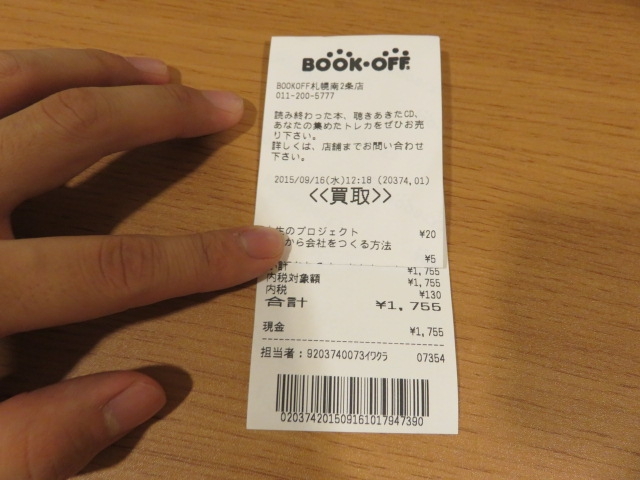 BOOK・OFF
BOOKOFF札幌南2条店
011-200-5777
読み終わった本、聴きあきたCD、
あなたの集めたトレカをぜひお売
り下さい。
詳しくは、店舗までお問い合わせ
下さい。
2015/09/16(水)12:18 (20374,01)
<<買取>>
のプロジェクト ¥20
から会社をつくる方法
¥5
小計 ¥1,755
内税対象額 ¥1,755
内税 ¥130
合計 ¥1,755
現金 ¥1,755
担当者:9203740073イワクラ 07354
020374201509161017947390